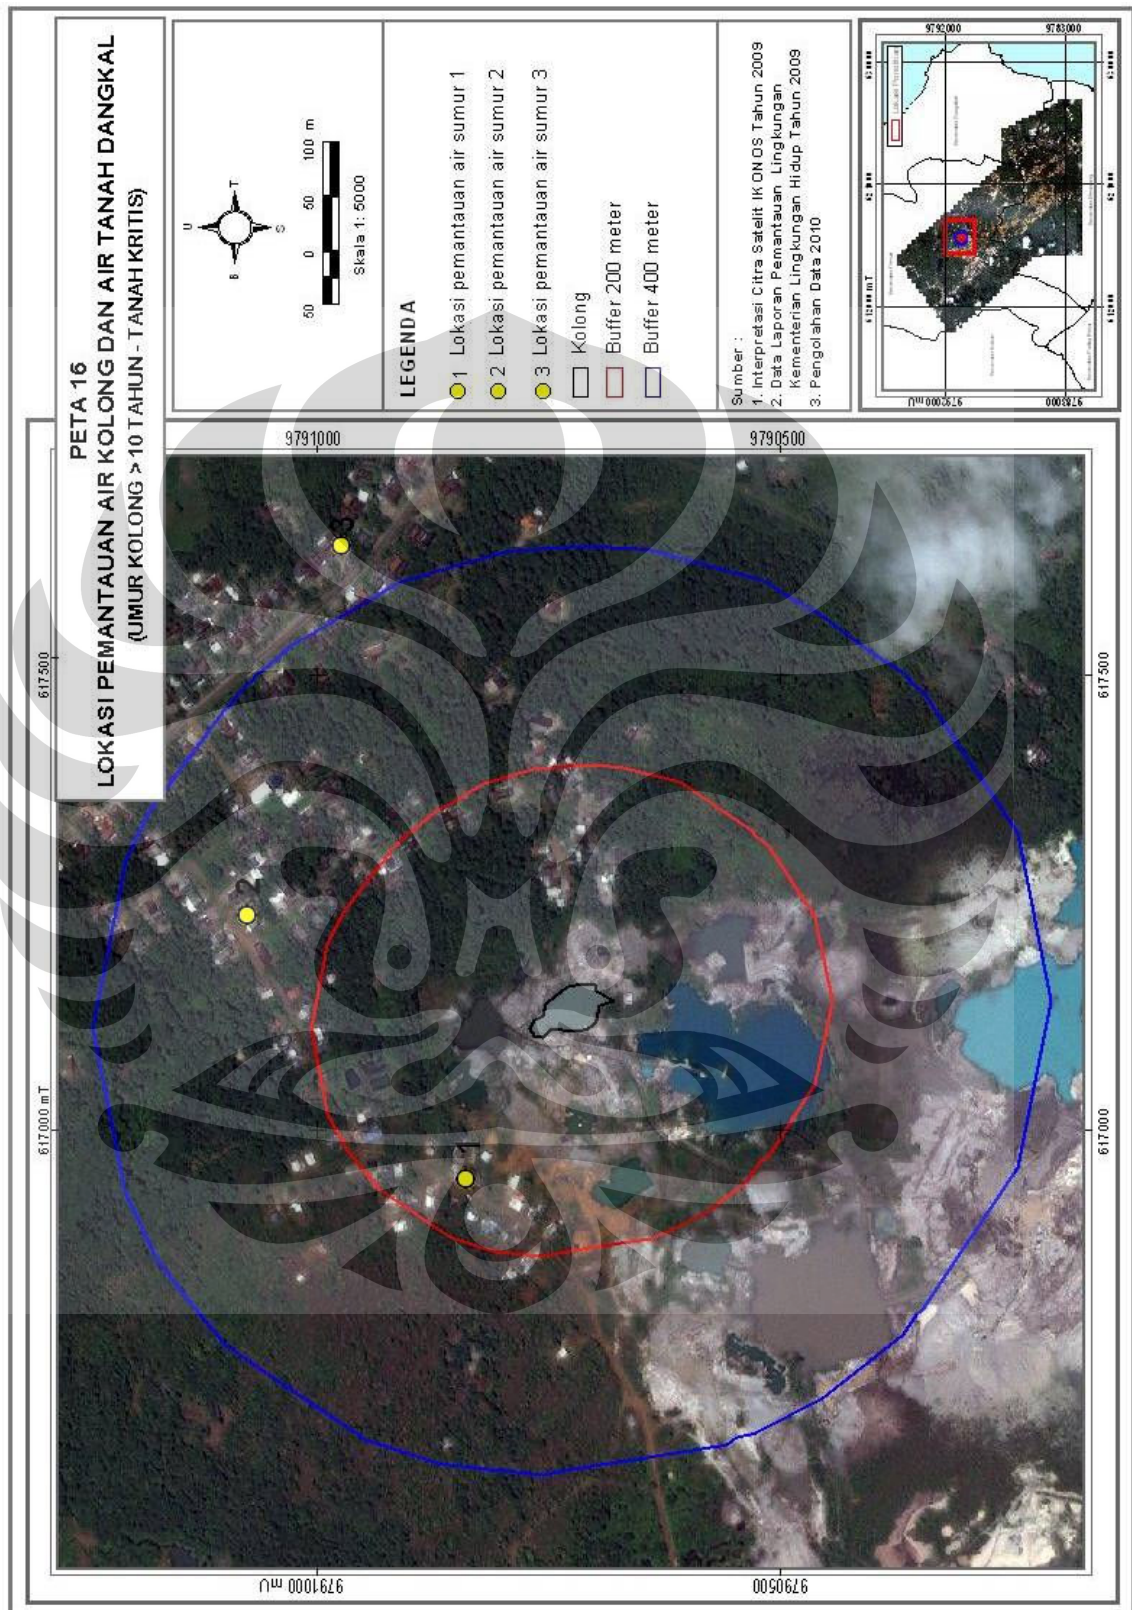 PETA 16
LOKASI PEMANTAUAN AIR KOLONG DAN AIR TANAH DANGKAL
(UMUR KOLONG > 10 TAHUN - TANAH KRITIS)
U
B
T
S
50 0 50 100 m
Skala 1: 5000
LEGENDA
1 Lokasi pemantauan air sumur 1
2 Lokasi pemantauan air sumur 2
3 Lokasi pemantauan air sumur 3
Kolong
Buffer 200 meter
Buffer 400 meter
Sumber :
1. Interpretasi Citra Satelit IKONOS Tahun 2009
2. Data Laporan Pemantauan Lingkungan
Kementerian Lingkungan Hidup Tahun 2009
3. Pengolahan Data 2010
9792000
9783000
617000 mT
617500
9791000
9790500
9791000 mU
9790500
617000
617500
1
2
3